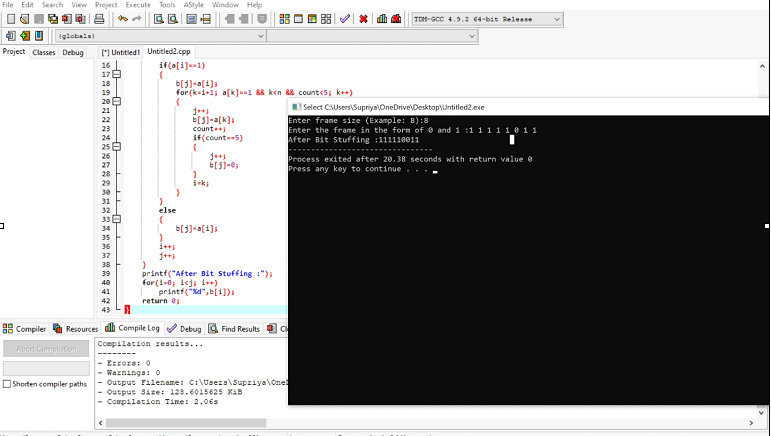 File Edit Search View Project Execute Tools AStyle Window Help
TDM-GCC 4.9.2 64-bit Release
(globals)
Project Classes Debug [*] Untitled1 Untitled2.cpp
16 if(a[i]==1)
17 {
18 b[j]=a[i];
19 for(k=i+1; a[k]==1 && k<n && count<5; k++)
20 {
21 j++;
22 b[j]=a[k];
23 count++;
24 if(count==5)
25 {
26 j++;
27 b[j]=0;
28 }
29 i=k;
30 }
31 }
32 else
33 {
34 b[j]=a[i];
35 }
36 i++;
37 j++;
38 }
39 printf("After Bit Stuffing :");
40 for(i=0; i<j; i++)
41 printf("%d",b[i]);
42 return 0;
43 }
Select C:\Users\Supriya\OneDrive\Desktop\Untitled2.exe
Enter frame size (Example: 8):8
Enter the frame in the form of 0 and 1 :1 1 1 1 1 0 1 1
After Bit Stuffing :111110011
--------------------------------
Process exited after 20.38 seconds with return value 0
Press any key to continue . . .
Compiler Resources Compile Log Debug Find Results Cl
Abort Compilation
Shorten compiler paths
Compilation results...
--------
- Errors: 0
- Warnings: 0
- Output Filename: C:\Users\Supriya\OneD
- Output Size: 128.6015625 KiB
- Compilation Time: 2.06s